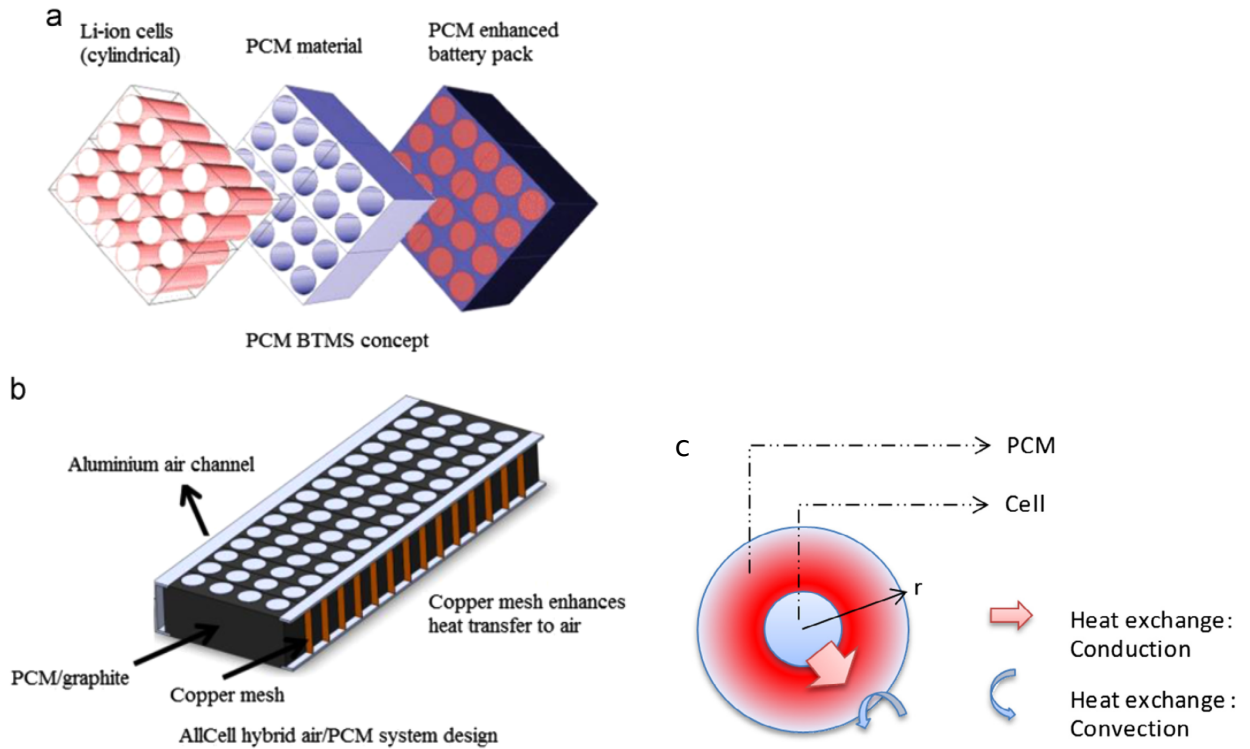 a
Li-ion cells
(cylindrical)
PCM material
PCM enhanced
battery pack
PCM BTMS concept
b
Aluminium air channel
Copper mesh enhances
heat transfer to air
PCM/graphite
Copper mesh
AllCell hybrid air/PCM system design
c
PCM
Cell
r
Heat exchange:
Conduction
Heat exchange :
Convection